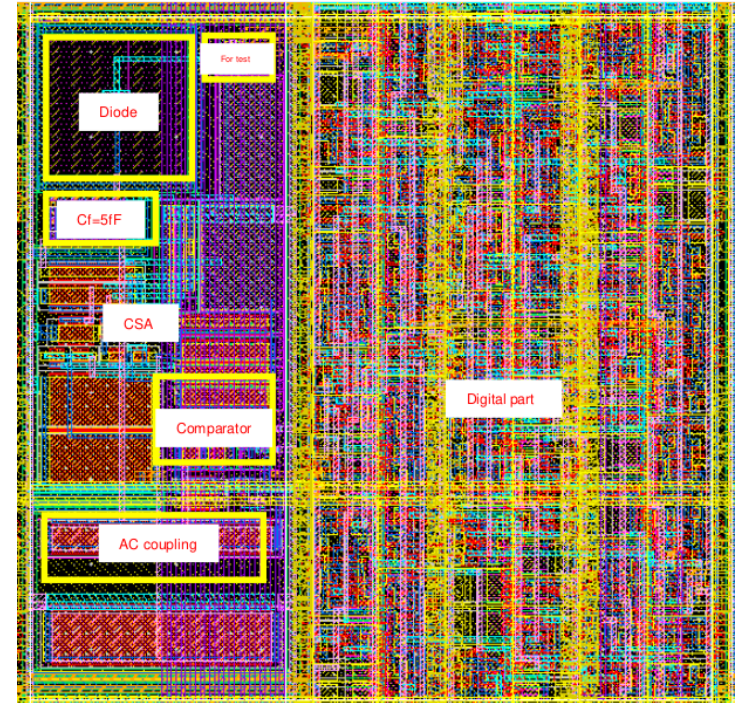 For test
Diode
Cf=5fF
CSA
Digital part
Comparator
AC coupling